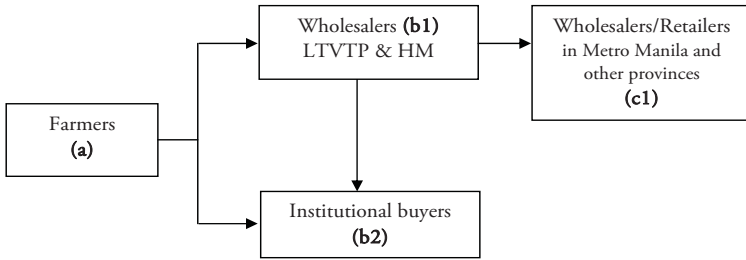 Wholesalers (b1)
LTVTP & HM
Wholesalers/Retailers
in Metro Manila and
other provinces
(c1)
Farmers
(a)
Institutional buyers
(b2)